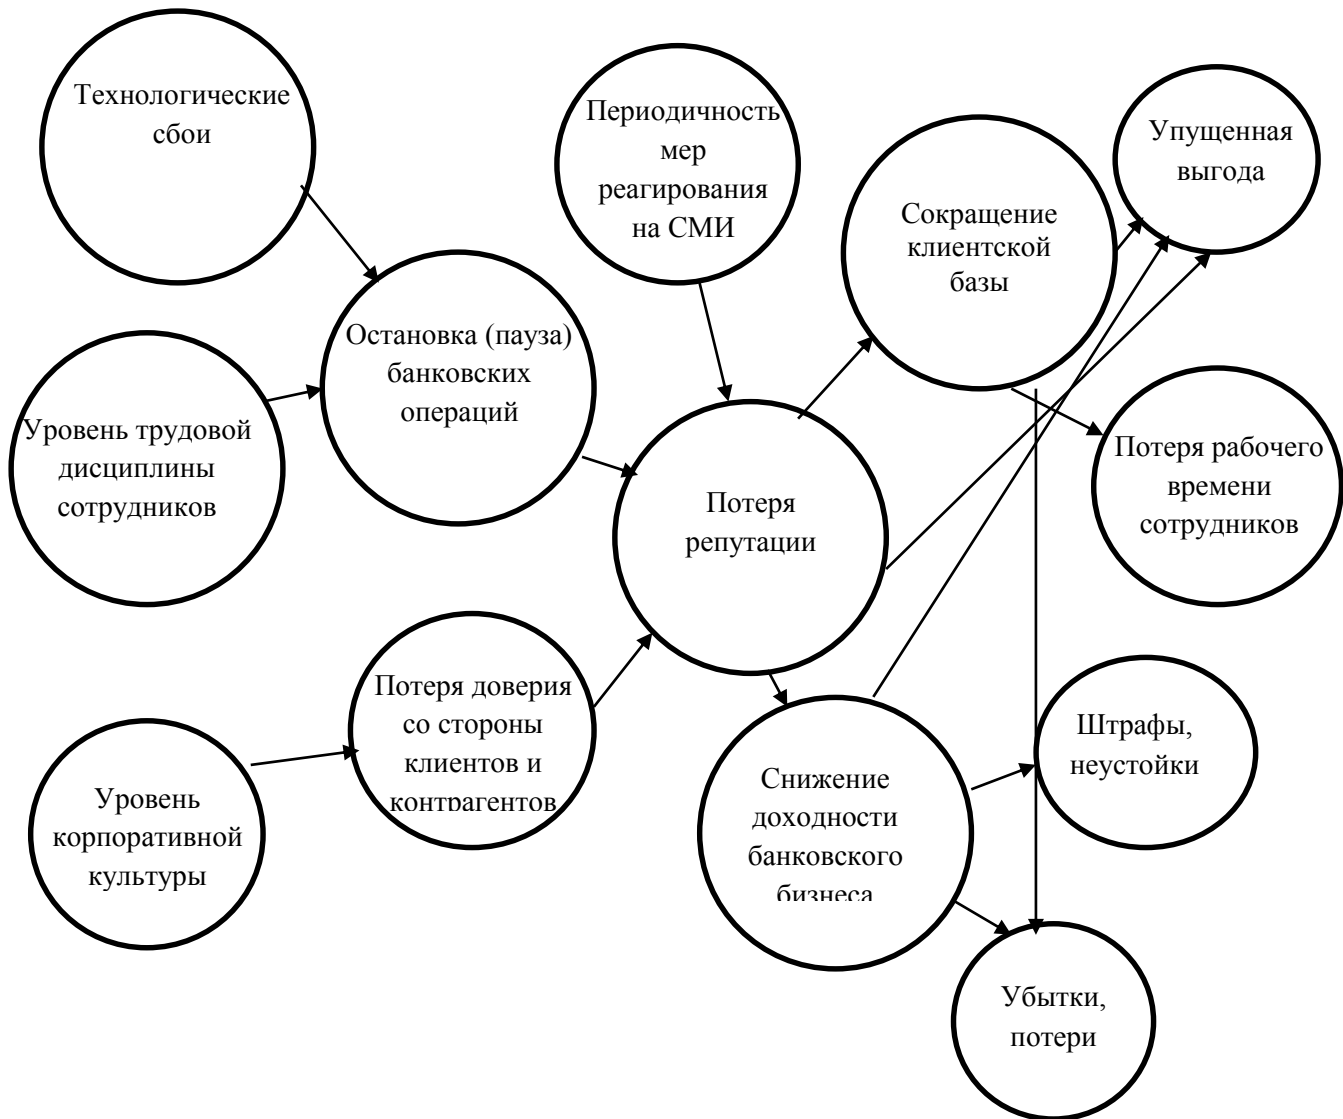 Технологические
сбои
Периодичность
мер
реагирования
на СМИ
Упущенная
выгода
Сокращение
клиентской
базы
Остановка (пауза)
банковских
операций
Уровень трудовой
дисциплины
сотрудников
Потеря рабочего
времени
сотрудников
Потеря
репутации
Потеря доверия
со стороны
клиентов и
контрагентов
Штрафы,
неустойки
Уровень
корпоративной
культуры
Снижение
доходности
банковского
бизнеса
Убытки,
потери